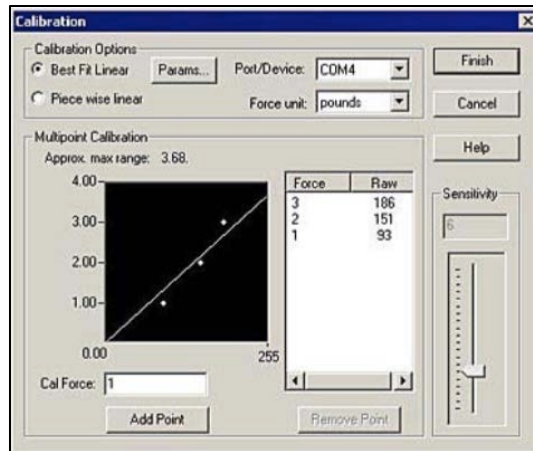 Calibration
Calibration Options
Best Fit Linear Params... Port/Device: COM4
Piece wise linear Force unit: pounds
Finish
Cancel
Help
Multipoint Calibration
Approx. max range: 3.68.
4.00
3.00
2.00
1.00
0.00 255
Force Raw
3 186
2 151
1 93
Cal Force: 1
Add Point Remove Point
Sensitivity
6